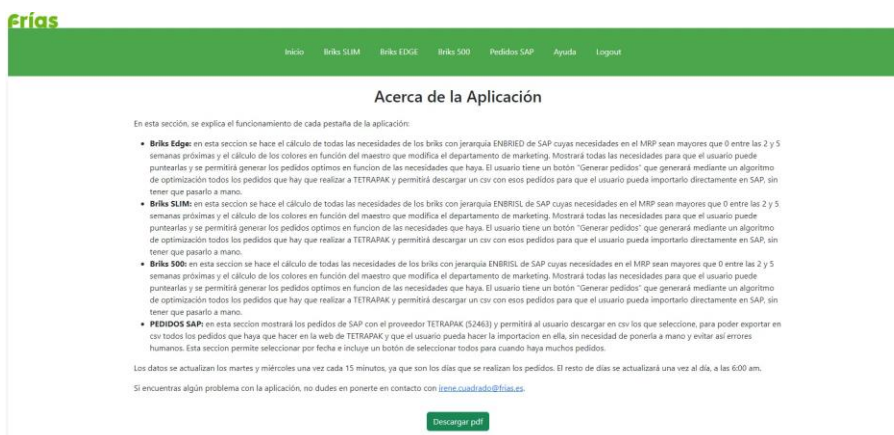 Frías
Inicio Briks SLIM Briks EDGE Briks 500 Pedidos SAP Ayuda Logout
Acerca de la Aplicación
En esta sección, se explica el funcionamiento de cada pestaña de la aplicación:
• Briks Edge: en esta seccion se hace el cálculo de todas las necesidades de los briks con jerarquia ENBRIED de SAP cuyas necesidades en el MRP sean mayores que 0 entre las 2 y 5
semanas próximas y el cálculo de los colores en función del maestro que modifica el departamento de marketing. Mostrará todas las necesidades para que el usuario puede
puntearlas y se permitirá generar los pedidos optimos en funcion de las necesidades que haya. El usuario tiene un botón "Generar pedidos" que generará mediante un algoritmo
de optimización todos los pedidos que hay que realizar a TETRAPAK y permitirá descargar un csv con esos pedidos para que el usuario pueda importarlo directamente en SAP, sin
tener que pasarlo a mano.
• Briks SLIM: en esta seccion se hace el cálculo de todas las necesidades de los briks con jerarquia ENBRISL de SAP cuyas necesidades en el MRP sean mayores que 0 entre las 2 y 5
semanas próximas y el cálculo de los colores en función del maestro que modifica el departamento de marketing. Mostrará todas las necesidades para que el usuario puede
puntearlas y se permitirá generar los pedidos optimos en funcion de las necesidades que haya. El usuario tiene un botón "Generar pedidos" que generará mediante un algoritmo
de optimización todos los pedidos que hay que realizar a TETRAPAK y permitirá descargar un csv con esos pedidos para que el usuario pueda importarlo directamente en SAP, sin
tener que pasarlo a mano.
• Briks 500: en esta seccion se hace el cálculo de todas las necesidades de los briks con jerarquia ENBRISL de SAP cuyas necesidades en el MRP sean mayores que 0 entre las 2 y 5
semanas próximas y el cálculo de los colores en función del maestro que modifica el departamento de marketing. Mostrará todas las necesidades para que el usuario puede
puntearlas y se permitirá generar los pedidos optimos en funcion de las necesidades que haya. El usuario tiene un botón "Generar pedidos" que generará mediante un algoritmo
de optimización todos los pedidos que hay que realizar a TETRAPAK y permitirá descargar un csv con esos pedidos para que el usuario pueda importarlo directamente en SAP, sin
tener que pasarlo a mano.
• PEDIDOS SAP: en esta seccion mostrará los pedidos de SAP con el proveedor TETRAPAK (52463) y permitirá al usuario descargar en csv los que seleccione, para poder exportar en
csv todos los pedidos que haya que hacer en la web de TETRAPAK y que el usuario pueda hacer la importacion en ella, sin necesidad de ponerla a mano y evitar así errores
humanos. Esta seccion permite seleccionar por fecha e incluye un botón de seleccionar todos para cuando haya muchos pedidos.
Los datos se actualizan los martes y miércoles una vez cada 15 minutos, ya que son los días que se realizan los pedidos. El resto de días se actualizará una vez al día, a las 6:00 am.
Si encuentras algún problema con la aplicación, no dudes en ponerte en contacto con irene.cuadrado@frias.es.
Descargar pdf